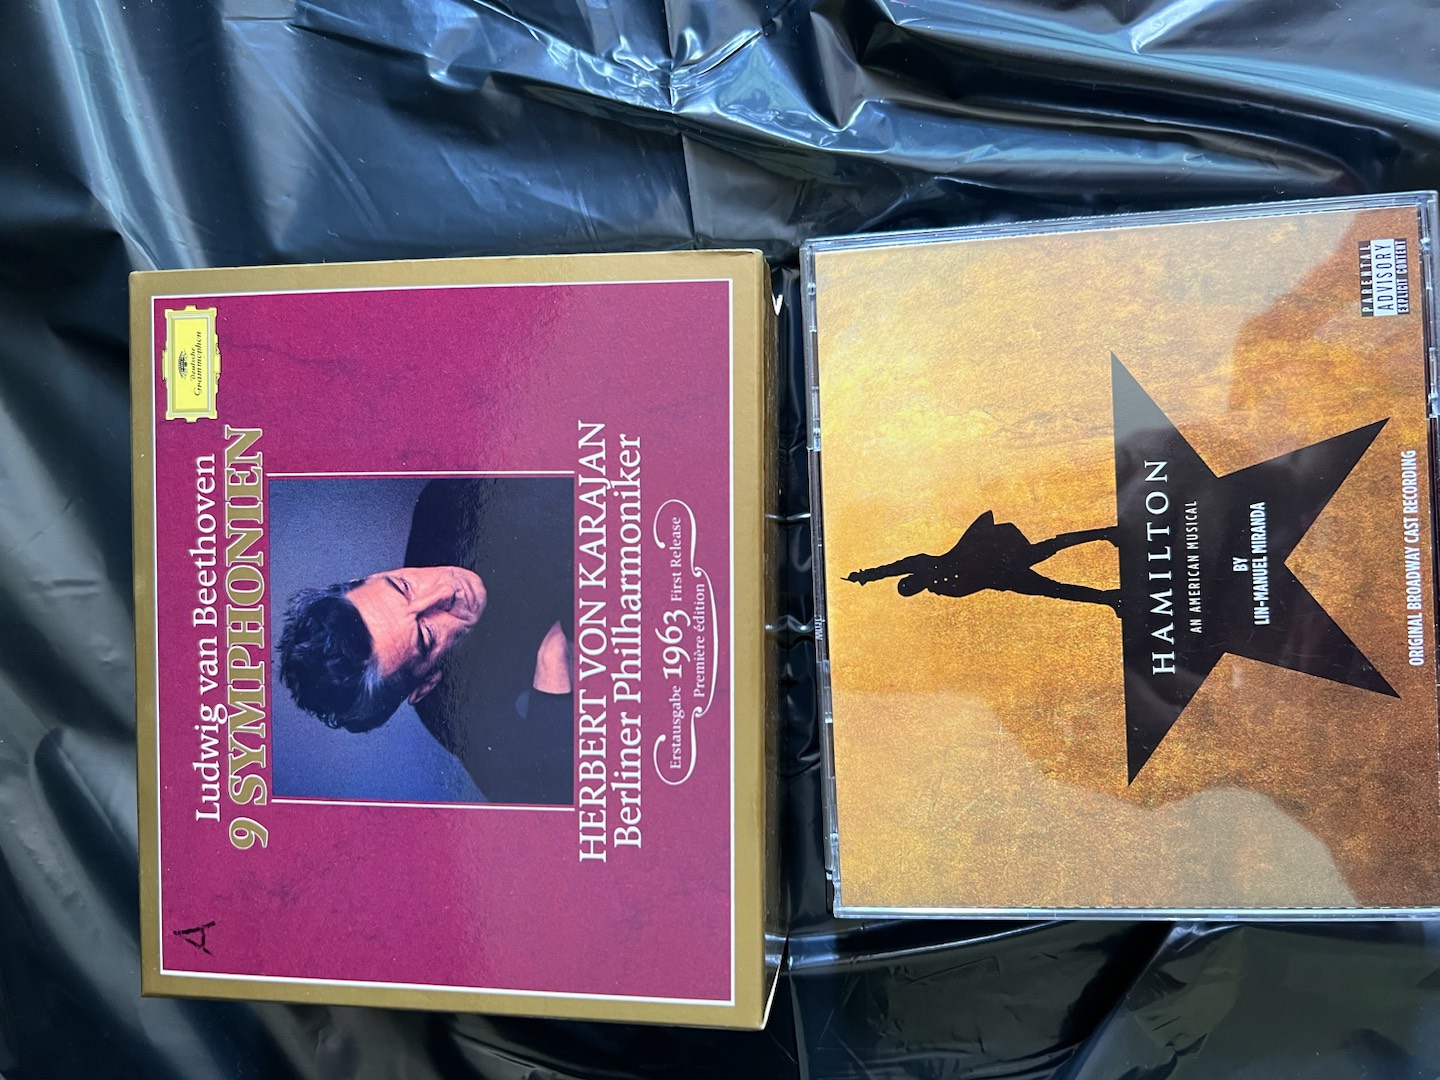 A
Deutsche
Grammophon
Ludwig van Beethoven
9 SYMPHONIEN
HERBERT VON KARAJAN
Berliner Philharmoniker
Erstausgabe 1963 First Release
Première édition
HAMILTON
AN AMERICAN MUSICAL
BY
LIN-MANUEL MIRANDA
ORIGINAL BROADWAY CAST RECORDING
PARENTAL
ADVISORY
EXPLICIT CONTENT